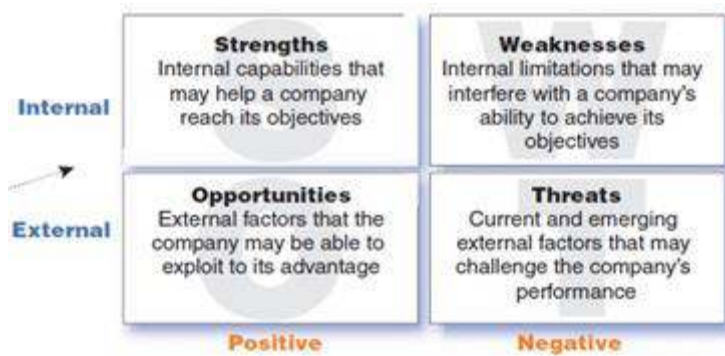 Strengths
Internal capabilities that
may help a company
reach its objectives
Weaknesses
Internal limitations that may
interfere with a company's
ability to achieve its
objectives
Internal
Opportunities
External factors that the
company may be able to
exploit to its advantage
Threats
Current and emerging
external factors that may
challenge the company's
performance
External
Positive
Negative
S
W
O
T